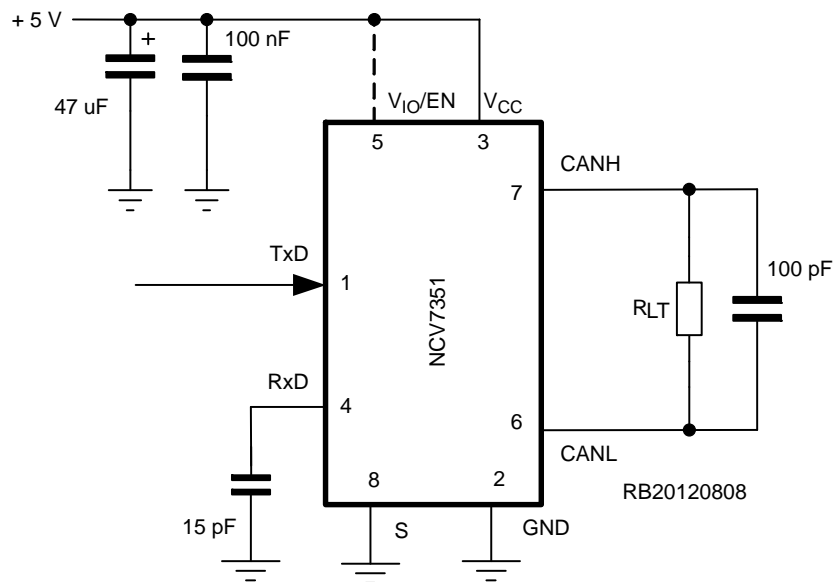 + 5 V
+
100 nF
47 uF
VIO/EN
VCC
5
3
CANH
7
TxD
1
NCV7351
100 pF
RLT
RxD
4
6
CANL
8
2
RB20120808
15 pF
S
GND